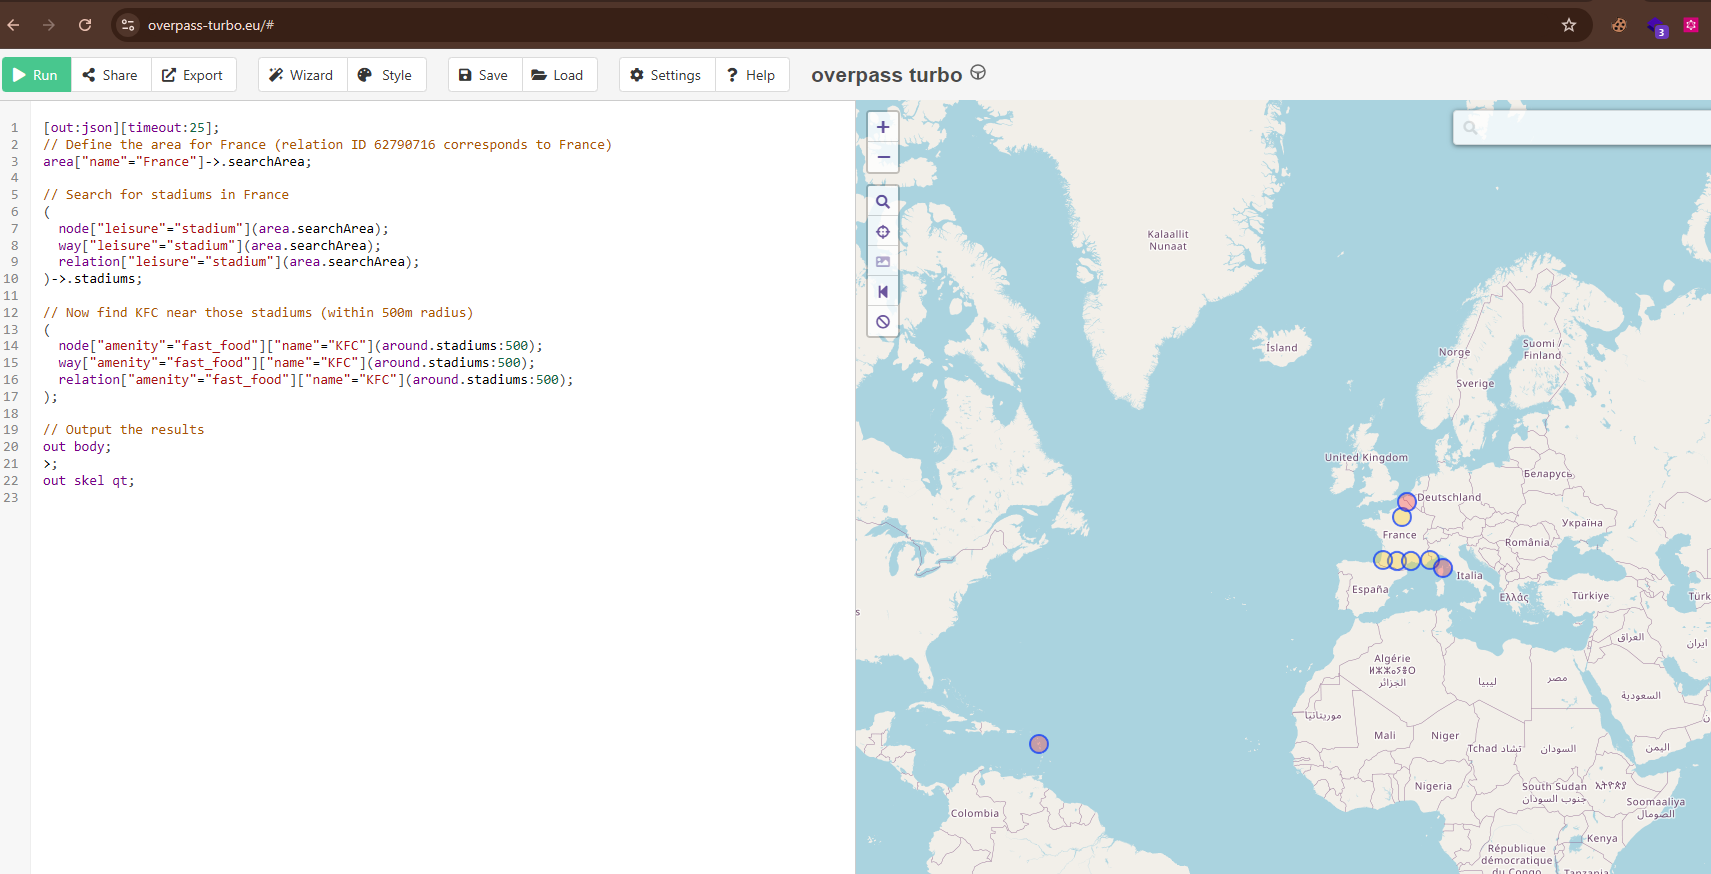 overpass-turbo.eu/#
3
Run Share Export Wizard Style Save Load Settings Help overpass turbo
1 [out:json][timeout:25];
2 // Define the area for France (relation ID 62790716 corresponds to France)
3 area["name"="France"]->.searchArea;
4
5 // Search for stadiums in France
6 (
7 node["leisure"="stadium"](area.searchArea);
8 way["leisure"="stadium"](area.searchArea);
9 relation["leisure"="stadium"](area.searchArea);
10 )->.stadiums;
11
12 // Now find KFC near those stadiums (within 500m radius)
13 (
14 node["amenity"="fast_food"]["name"="KFC"](around.stadiums:500);
15 way["amenity"="fast_food"]["name"="KFC"](around.stadiums:500);
16 relation["amenity"="fast_food"]["name"="KFC"](around.stadiums:500);
17 );
18
19 // Output the results
20 out body;
21 >;
22 out skel qt;
23
+
−
Kalaallit
Nunaat
Ísland
Norge
Suomi /
Finland
Sverige
United Kingdom
Беларусь
Deutschland
Україна
France
România
Italia
España
Ελλάς
Türkiye
Türk
العراق
ایران
Algérie
ⵍⵣⵣⴰⵢⴻⵔ
الجزائر
ليبيا
مصر
السعودية
موريتانيا
Mali
Niger
Tchad تشاد
السودان
اليمن
Nigeria
South Sudan
جنوب السودان
ኢትዮጵያ
Soomaaliya
الصومال
Colombia
Kenya
République
démocratique
du Congo
Tanzania